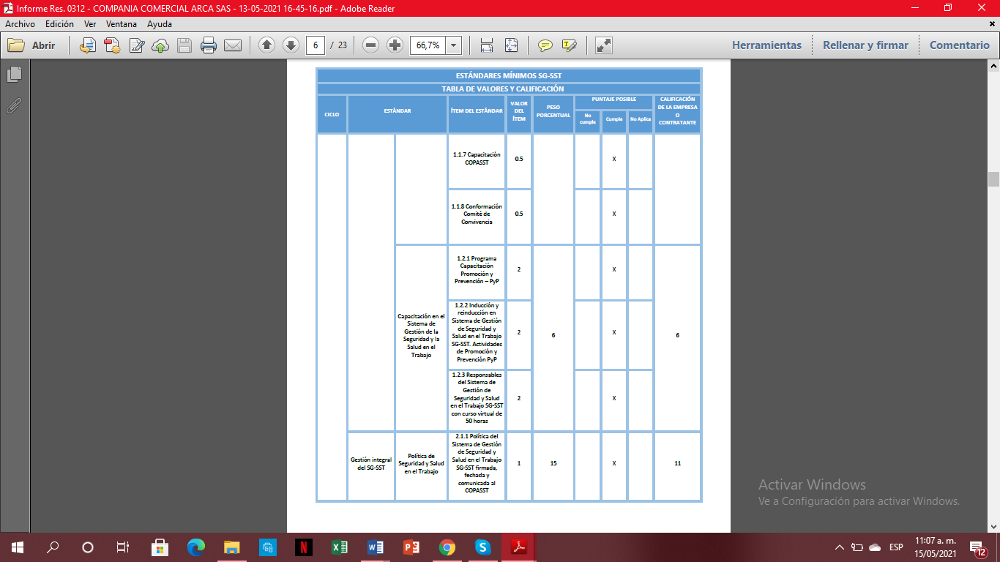 Informe Res. 0312 - COMPANIA COMERCIAL ARCA SAS - 13-05-2021 16-45-16.pdf - Adobe Reader
Archivo Edición Ver Ventana Ayuda
Abrir 6 / 23 66,7% Herramientas Rellenar y firmar Comentario
ESTÁNDARES MÍNIMOS SG-SST
TABLA DE VALORES Y CALIFICACIÓN
CICLO
ESTÁNDAR
ÍTEM DEL ESTÁNDAR
VALOR
DEL
ÍTEM
PESO
PORCENTUAL
PUNTAJE POSIBLE
No
cumple
Cumple
No Aplica
CALIFICACIÓN
DE LA EMPRESA
O
CONTRATANTE
1.1.7 Capacitación
COPASST
0.5
X
1.1.8 Conformación
Comité de
Convivencia
0.5
X
Capacitación en el
Sistema de
Gestión de la
Seguridad y la
Salud en el
Trabajo
1.2.1 Programa
Capacitación
Promoción y
Prevención – PyP
2
X
1.2.2 Inducción y
reinducción en
Sistema de Gestión
de Seguridad y
Salud en el Trabajo
SG-SST. Actividades
de Promoción y
Prevención PyP
2
6
X
6
1.2.3 Responsables
del Sistema de
Gestión de
Seguridad y Salud
en el Trabajo SG-SST
con curso virtual de
50 horas
2
X
Gestión integral
del SG-SST
Política de
Seguridad y Salud
en el Trabajo
2.1.1 Política del
Sistema de Gestión
de Seguridad y
Salud en el Trabajo
SG-SST firmada,
fechada y
comunicada al
COPASST
1
15
X
11
Activar Windows
Ve a Configuración para activar Windows.
ESP
11:07 a. m.
15/05/2021
12